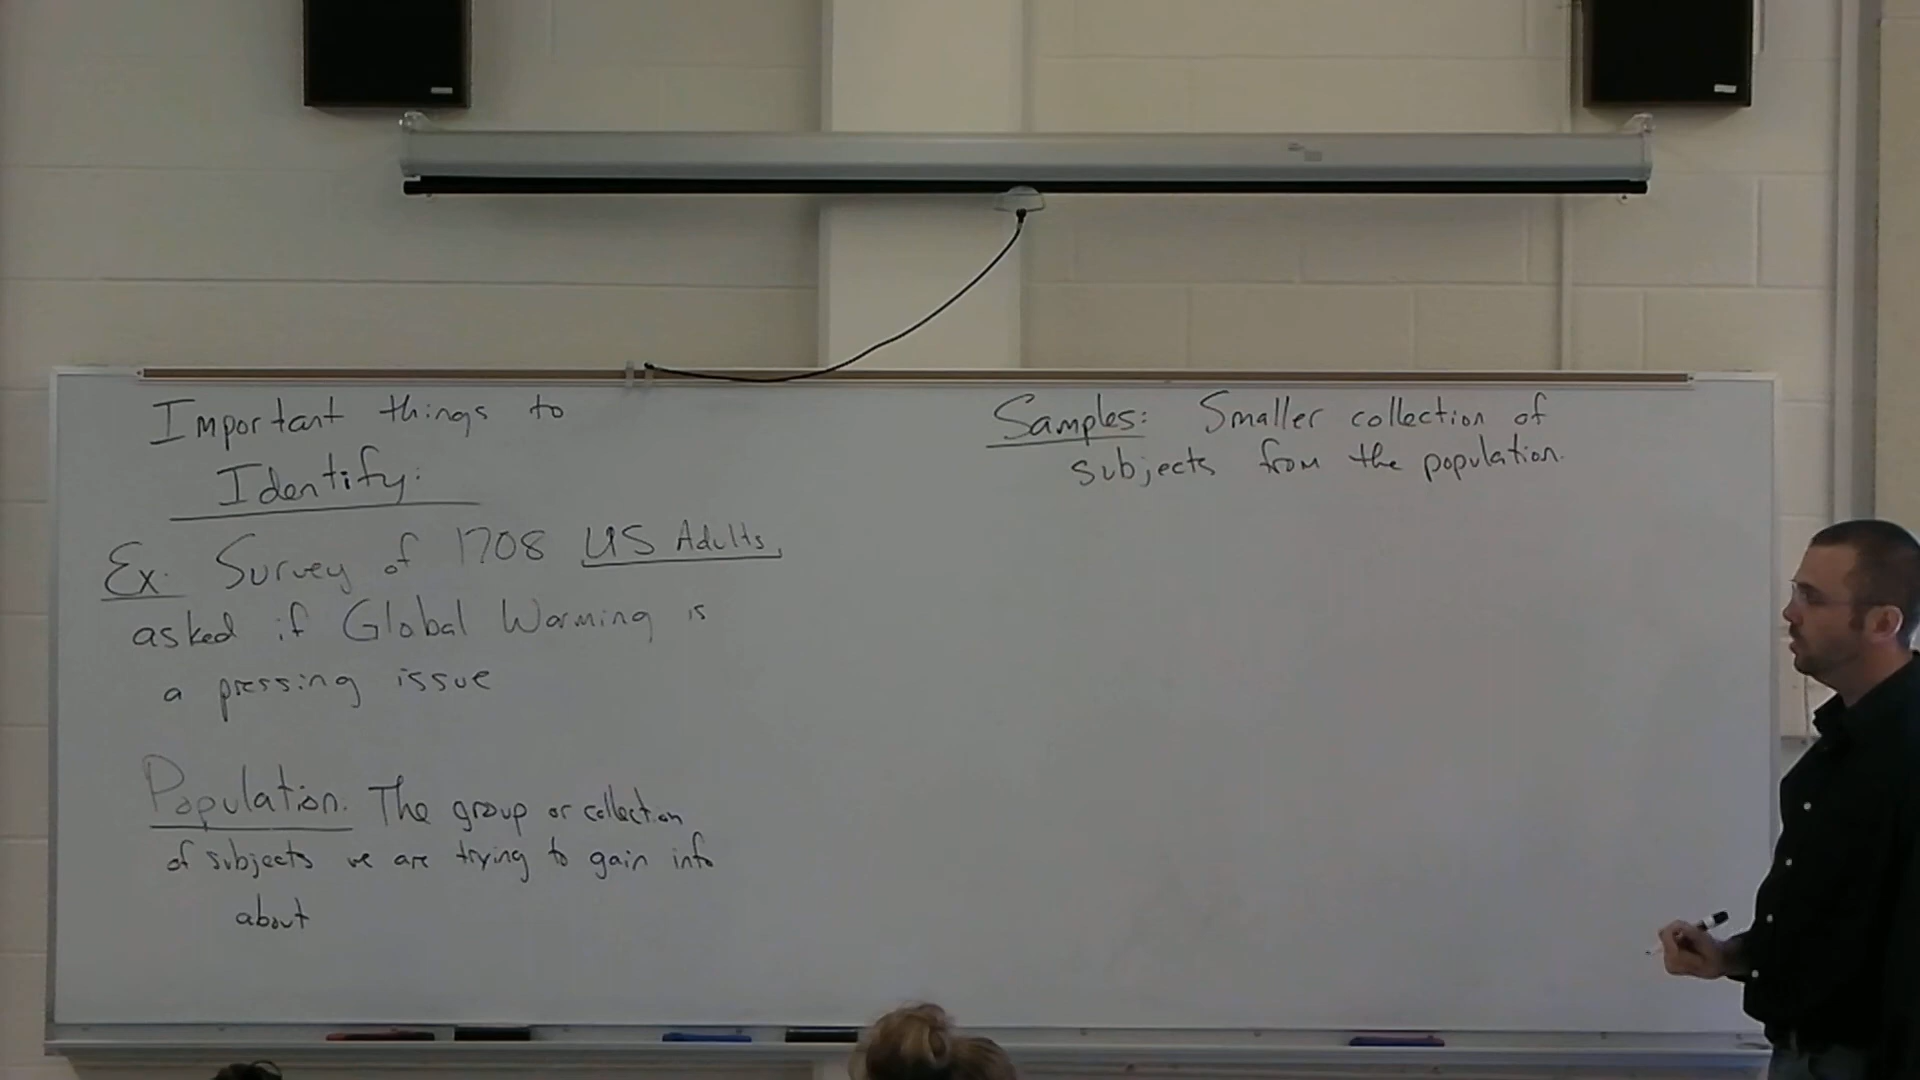 Important things to
Identify:
Ex: Survey of 1708 US Adults,
asked if Global Warming is
a pressing issue
Population. The group or collection
of subjects we are trying to gain info
about
Samples: Smaller collection of
subjects from the population.